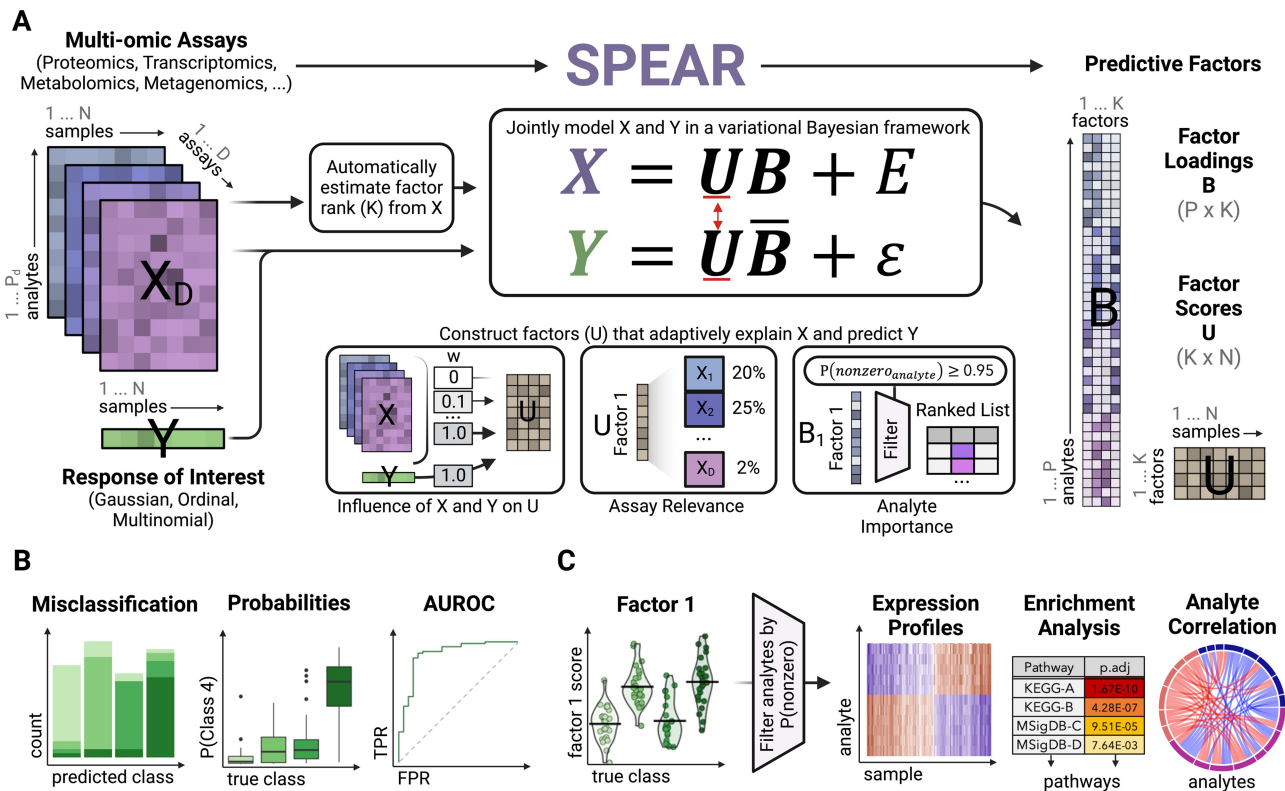 A
Multi-omic Assays
(Proteomics, Transcriptomics,
Metabolomics, Metagenomics, ...)
SPEAR
Predictive Factors
1 ... N
samples
1 ... D
assays
1 ... P_d
analytes
X_D
1 ... N
samples
Y
Response of Interest
(Gaussian, Ordinal,
Multinomial)
Automatically
estimate factor
rank (K) from X
Jointly model X and Y in a variational Bayesian framework
X = UB + E
Y = UB̅ + ε
Construct factors (U) that adaptively explain X and predict Y
X
Y
w
0
0.1
...
1.0
1.0
U
Influence of X and Y on U
U
Factor 1
X₁ 20%
X₂ 25%
...
X_D 2%
Assay Relevance
P(nonzero_analyte) ≥ 0.95
B₁
Factor 1
Filter
Ranked List
...
Analyte
Importance
1 ... K
factors
B
1 ... P
analytes
Factor
Loadings
B
(P x K)
Factor
Scores
U
(K x N)
1 ... N
samples
1 ... K
factors
U
B
Misclassification
count
predicted class
Probabilities
P(Class 4)
true class
AUROC
TPR
FPR
C
Factor 1
factor 1 score
true class
Filter analytes by
P(nonzero)
Expression
Profiles
analyte
sample
Enrichment
Analysis
Pathway p.adj
KEGG-A 1.67E-10
KEGG-B 4.28E-07
MSigDB-C 9.51E-05
MSigDB-D 7.64E-03
pathways
Analyte
Correlation
analytes